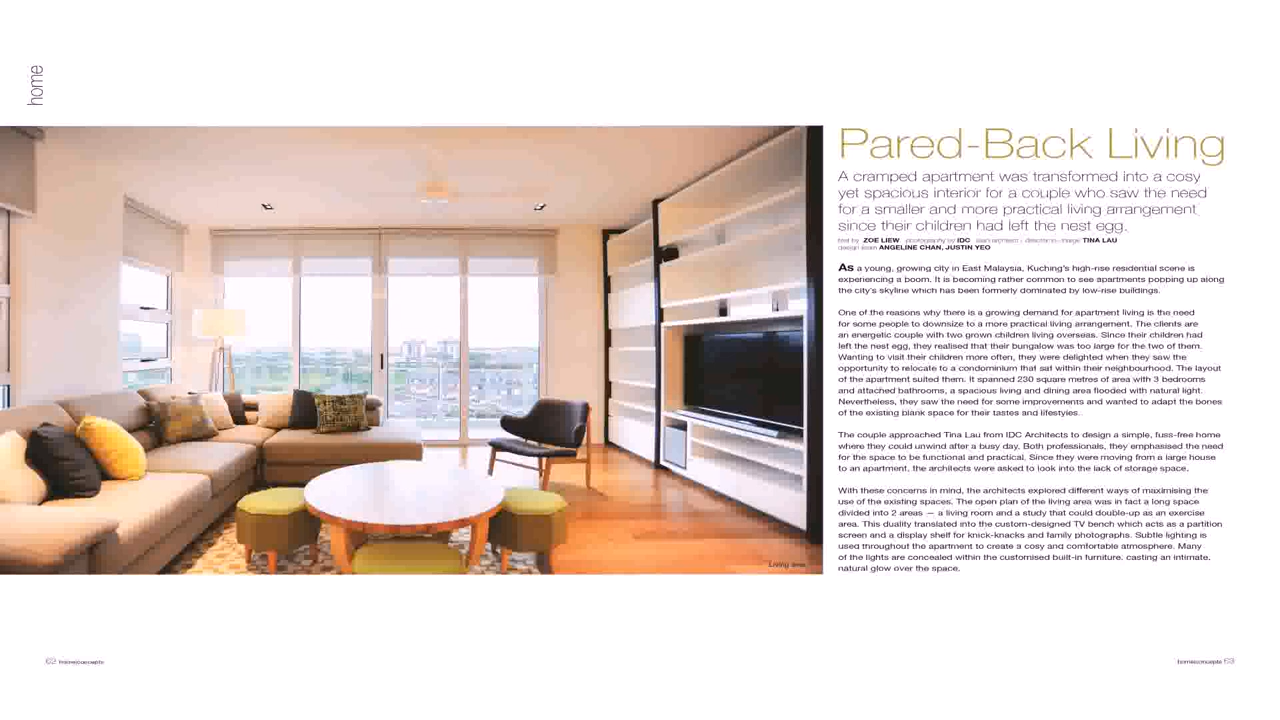 home
Pared-Back Living
A cramped apartment was transformed into a cosy
yet spacious interior for a couple who saw the need
for a smaller and more practical living arrangement
since their children had left the nest egg.
text by ZOE LIEW photography by IDC TINA LAU
design team ANGELINE CHAN, JUSTIN YEO
As a young, growing city in East Malaysia, Kuching's high-rise residential scene is
experiencing a boom. It is becoming rather common to see apartments popping up along
the city's skyline which has been formerly dominated by low-rise buildings.
One of the reasons why there is a growing demand for apartment living is the need
for some people to downsize to a more practical living arrangement. The clients are
an energetic couple with two grown children living overseas. Since their children had
left the nest egg, they realised that their bungalow was too large for the two of them.
Wanting to visit their children more often, they were delighted when they saw the
opportunity to relocate to a condominium that sat within their neighbourhood. The layout
of the apartment suited them. It spanned 230 square metres of area with 3 bedrooms
and attached bathrooms, a spacious living and dining area flooded with natural light.
Nevertheless, they saw the need for some improvements and wanted to adapt the bones
of the existing blank space for their tastes and lifestyles.
The couple approached Tina Lau from IDC Architects to design a simple, fuss-free home
where they could unwind after a busy day. Both professionals, they emphasised the need
for the space to be functional and practical. Since they were moving from a large house
to an apartment, the architects were asked to look into the lack of storage space.
With these concerns in mind, the architects explored different ways of maximising the
use of the existing spaces. The open plan of the living area was in fact a long space
divided into 2 areas — a living room and a study that could double-up as an exercise
area. This duality translated into the custom-designed TV bench which acts as a partition
screen and a display shelf for knick-knacks and family photographs. Subtle lighting is
used throughout the apartment to create a cosy and comfortable atmosphere. Many
of the lights are concealed within the customised built-in furniture, casting an intimate,
natural glow over the space.
Living area
62 homeconcepts
homeconcepts 63